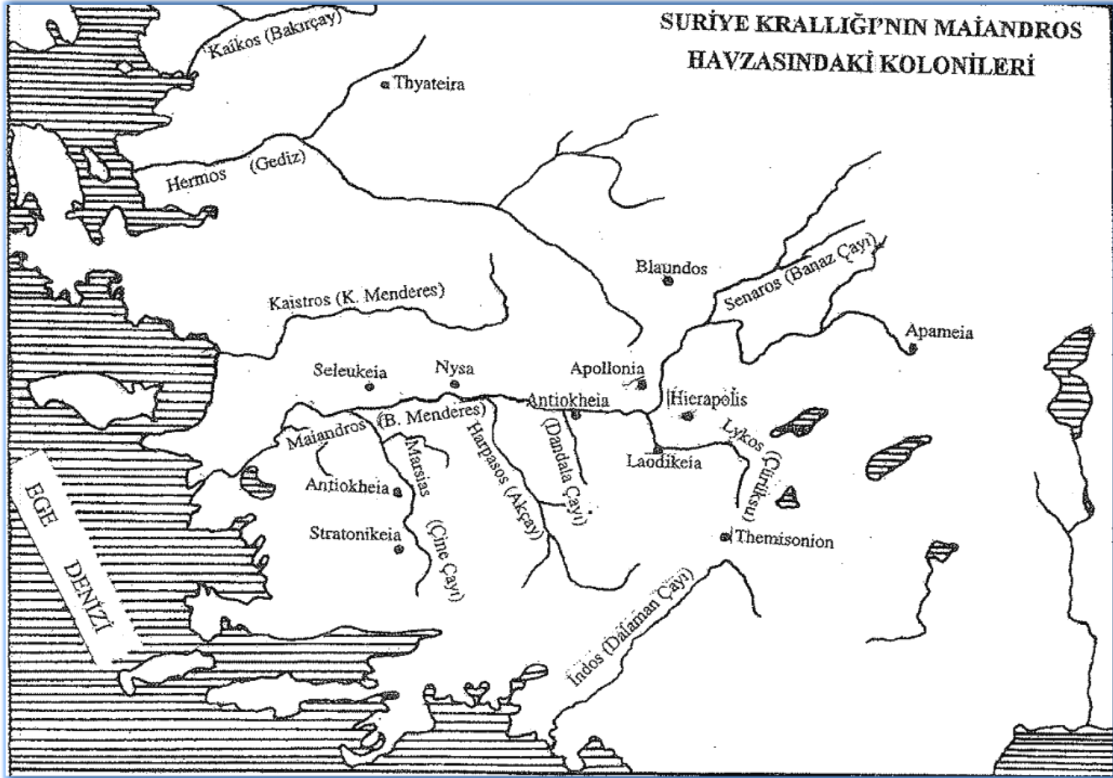 SURİYE KRALLIĞI'NIN MAİANDROS
HAVZASINDAKİ KOLONİLERİ
Kaikos (Bakırçay)
Thyateira
Hermos (Gediz)
Blaundos
Senaros (Banaz Çayı)
Kaistros (K. Menderes)
Apameia
Seleukeia
Nysa
Apollonia
Antiokheia
Hierapolis
Maiandros (B. Menderes)
Marsias (Çine Çayı)
Harpasos (Akçay)
(Dandala Çayı)
Lykos (Çürüksu)
Laodikeia
Antiokheia
Stratonikeia
Themisonion
İndos (Dalaman Çayı)
EGE DENİZİ